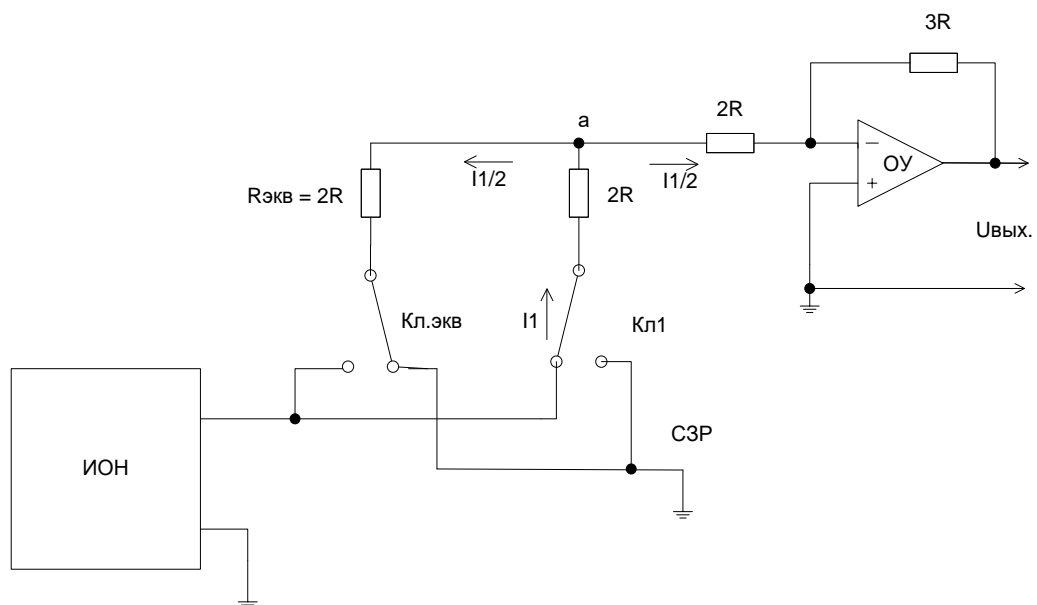 3R
2R
a
I1/2
I1/2
− ОУ
+
Rэкв = 2R
2R
Uвых.
Кл.экв
I1
Кл1
СЗР
ИОН